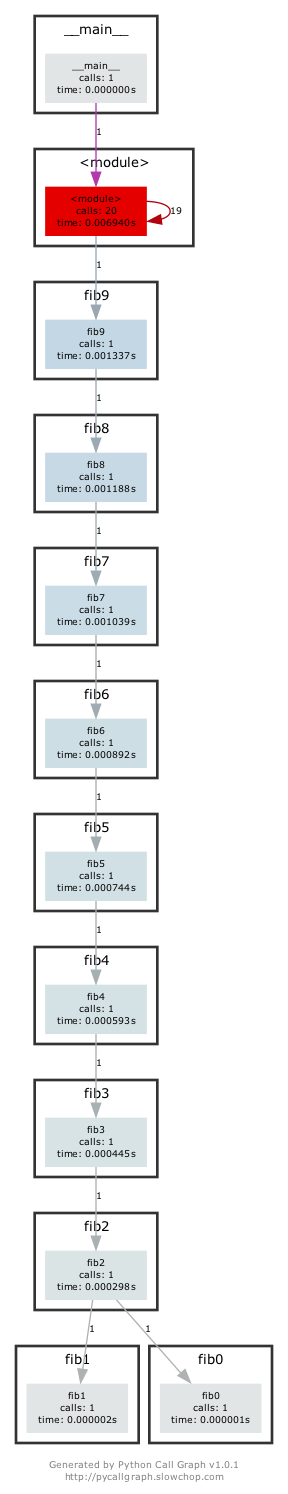 __main__
__main__
calls: 1
time: 0.000000s
1
<module>
<module>
calls: 20
time: 0.006940s
19
1
fib9
fib9
calls: 1
time: 0.001337s
1
fib8
fib8
calls: 1
time: 0.001188s
1
fib7
fib7
calls: 1
time: 0.001039s
1
fib6
fib6
calls: 1
time: 0.000892s
1
fib5
fib5
calls: 1
time: 0.000744s
1
fib4
fib4
calls: 1
time: 0.000593s
1
fib3
fib3
calls: 1
time: 0.000445s
1
fib2
fib2
calls: 1
time: 0.000298s
1
1
fib1
fib1
calls: 1
time: 0.000002s
fib0
fib0
calls: 1
time: 0.000001s
Generated by Python Call Graph v1.0.1
http://pycallgraph.slowchop.com